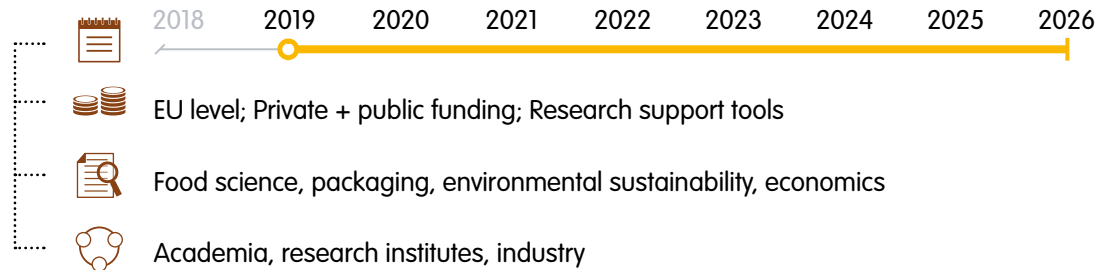 2018 2019 2020 2021 2022 2023 2024 2025 2026
EU level; Private + public funding; Research support tools
Food science, packaging, environmental sustainability, economics
Academia, research institutes, industry